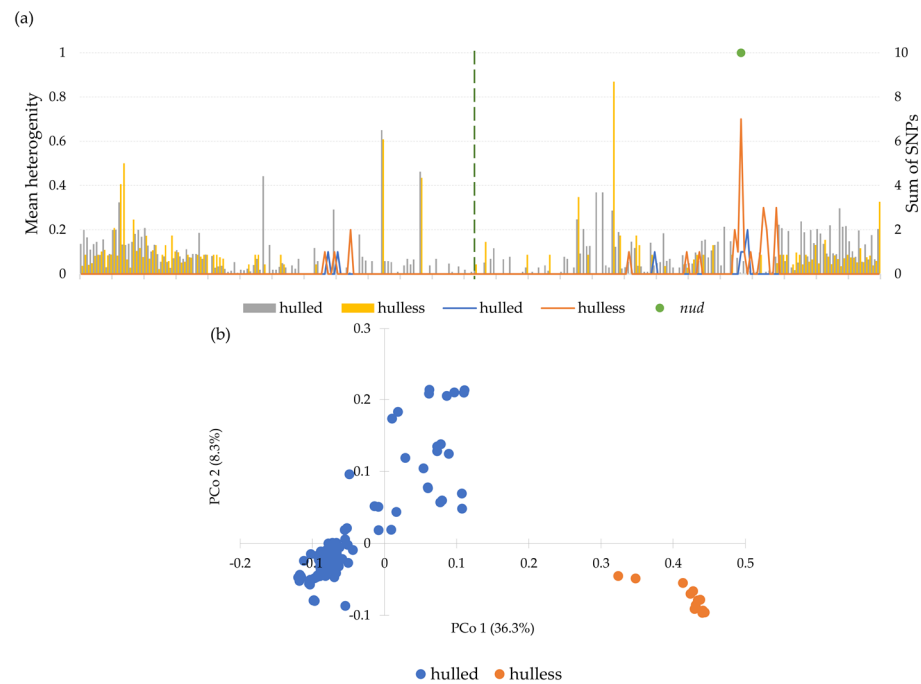 (a)
Mean heterogenity
1
0.8
0.6
0.4
0.2
0
Sum of SNPs
10
8
6
4
2
0
hulled hulless hulled hulless nud
(b)
PCo 2 (8.3%)
0.3
0.2
0.1
0
-0.1
-0.2 -0.1 0 0.1 0.2 0.3 0.4 0.5
PCo 1 (36.3%)
hulled hulless